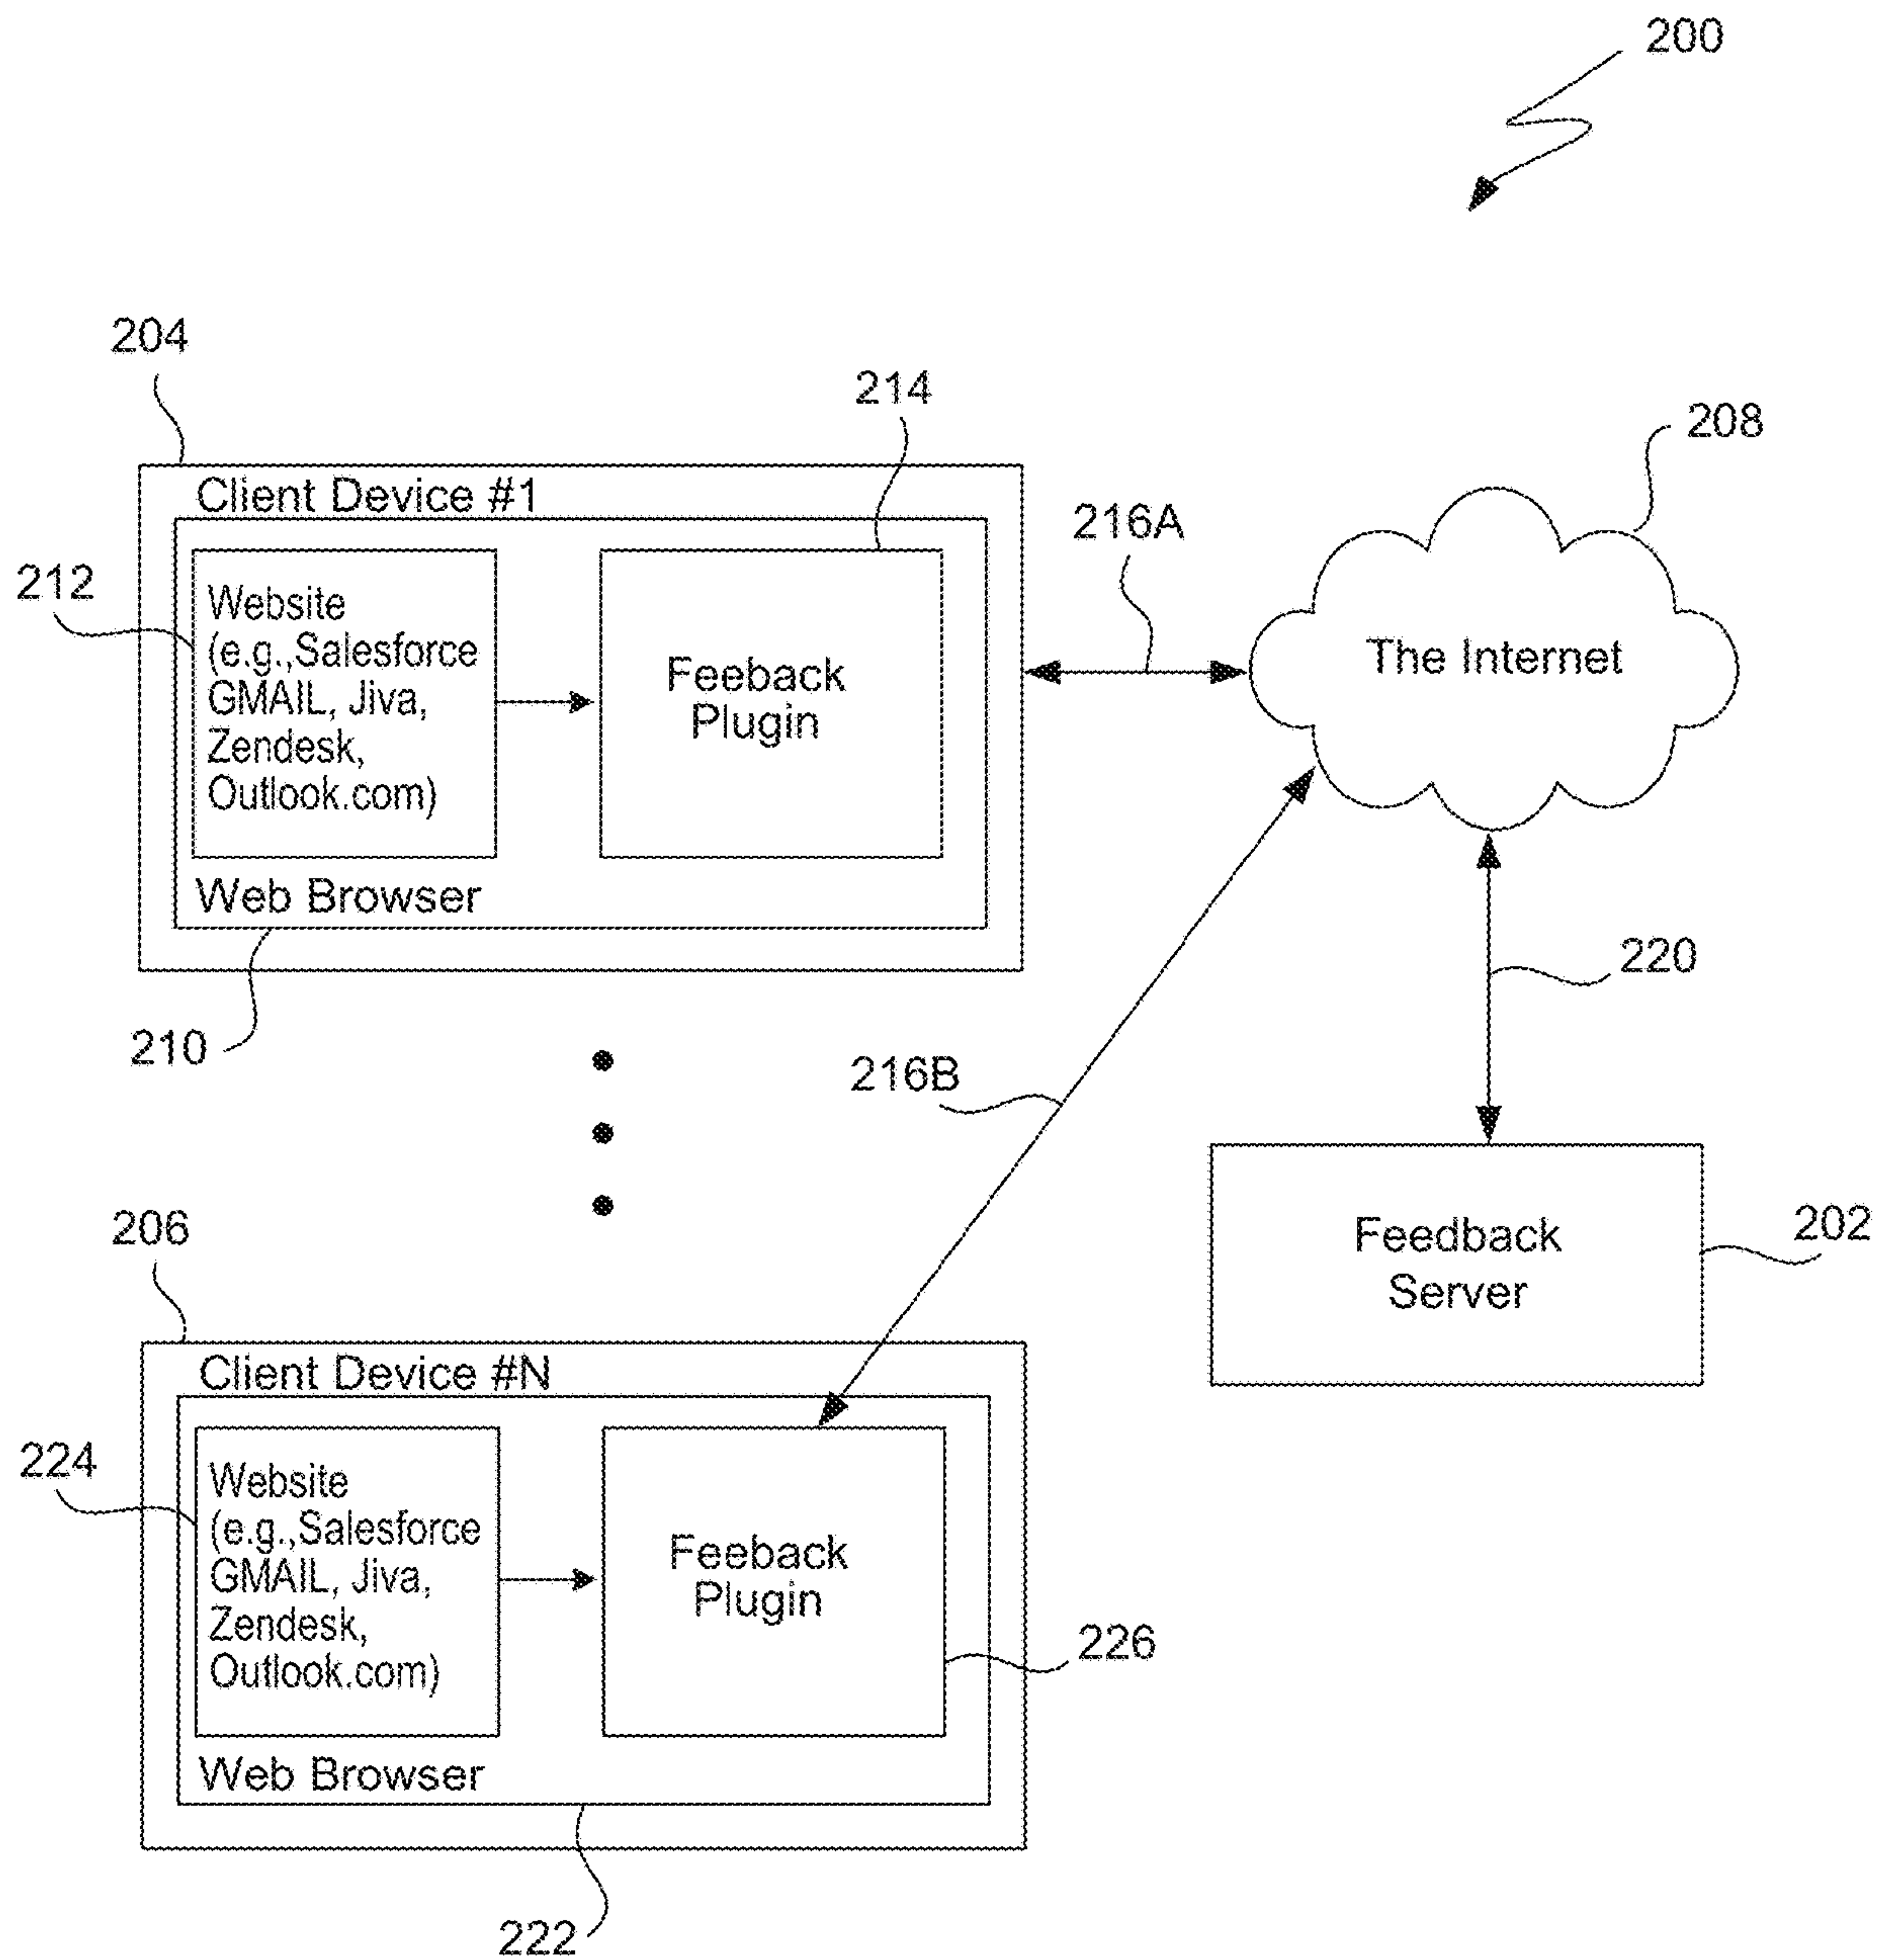 200
204
214
208
Client Device #1
216A
212
Website
(e.g.,Salesforce
GMAIL, Jiva,
Zendesk,
Outlook.com)
Feeback
Plugin
The Internet
Web Browser
220
210
216B
206
Feedback
Server
202
Client Device #N
224
Website
(e.g.,Salesforce
GMAIL, Jiva,
Zendesk,
Outlook.com)
Feeback
Plugin
226
Web Browser
222